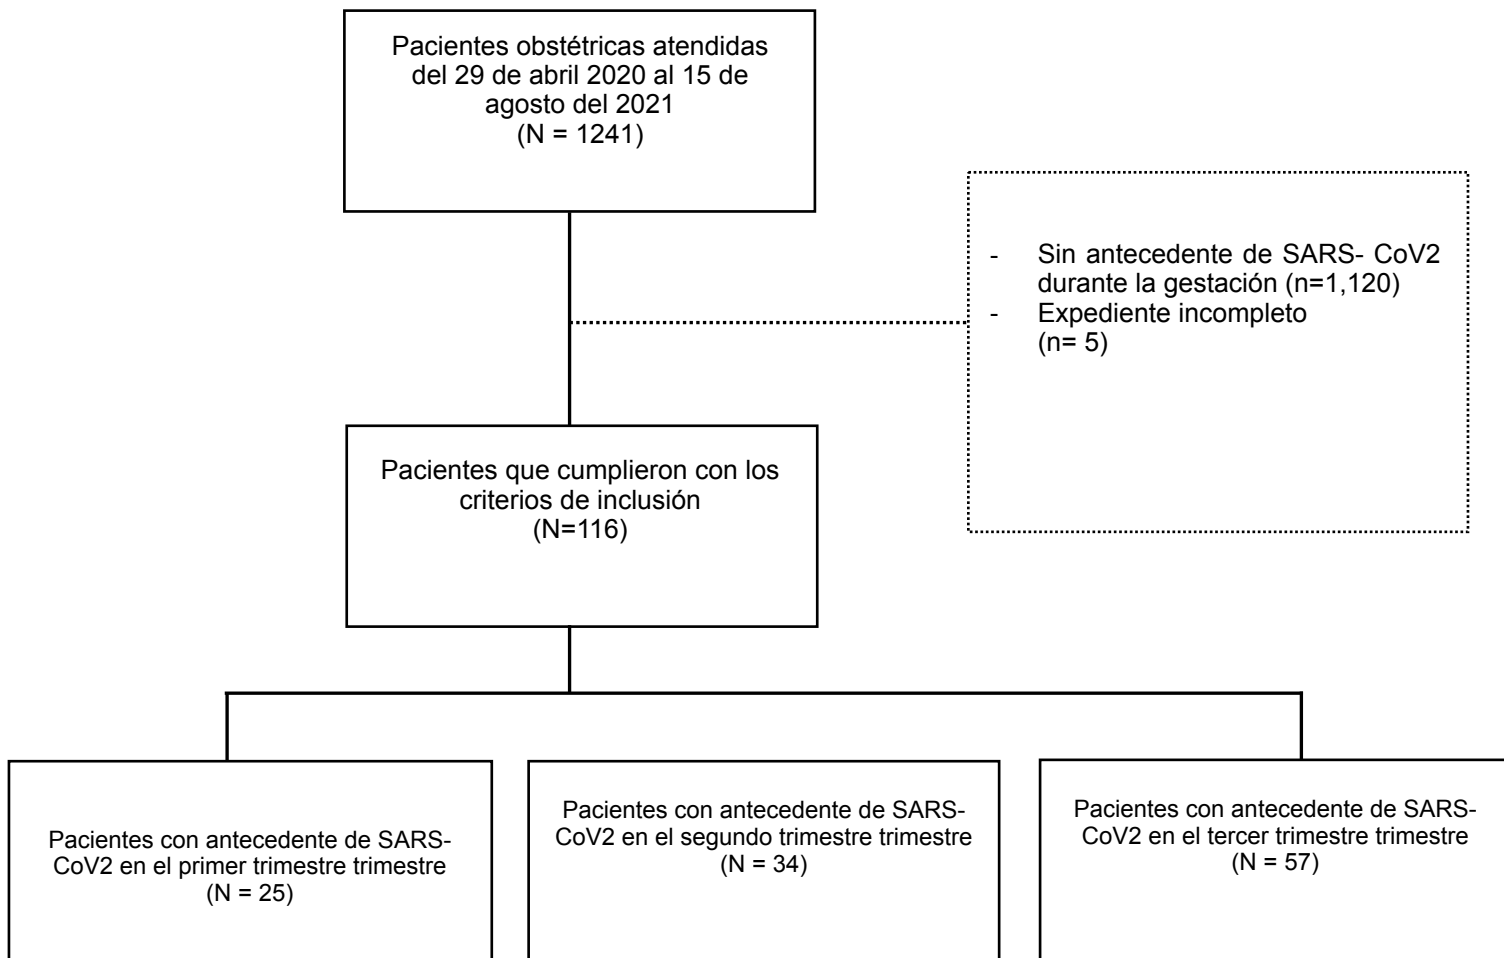 Pacientes obstétricas atendidas
del 29 de abril 2020 al 15 de
agosto del 2021
(N = 1241)
- Sin antecedente de SARS- CoV2
durante la gestación (n=1,120)
- Expediente incompleto
(n= 5)
Pacientes que cumplieron con los
criterios de inclusión
(N=116)
Pacientes con antecedente de SARS-
CoV2 en el primer trimestre trimestre
(N = 25)
Pacientes con antecedente de SARS-
CoV2 en el segundo trimestre trimestre
(N = 34)
Pacientes con antecedente de SARS-
CoV2 en el tercer trimestre trimestre
(N = 57)